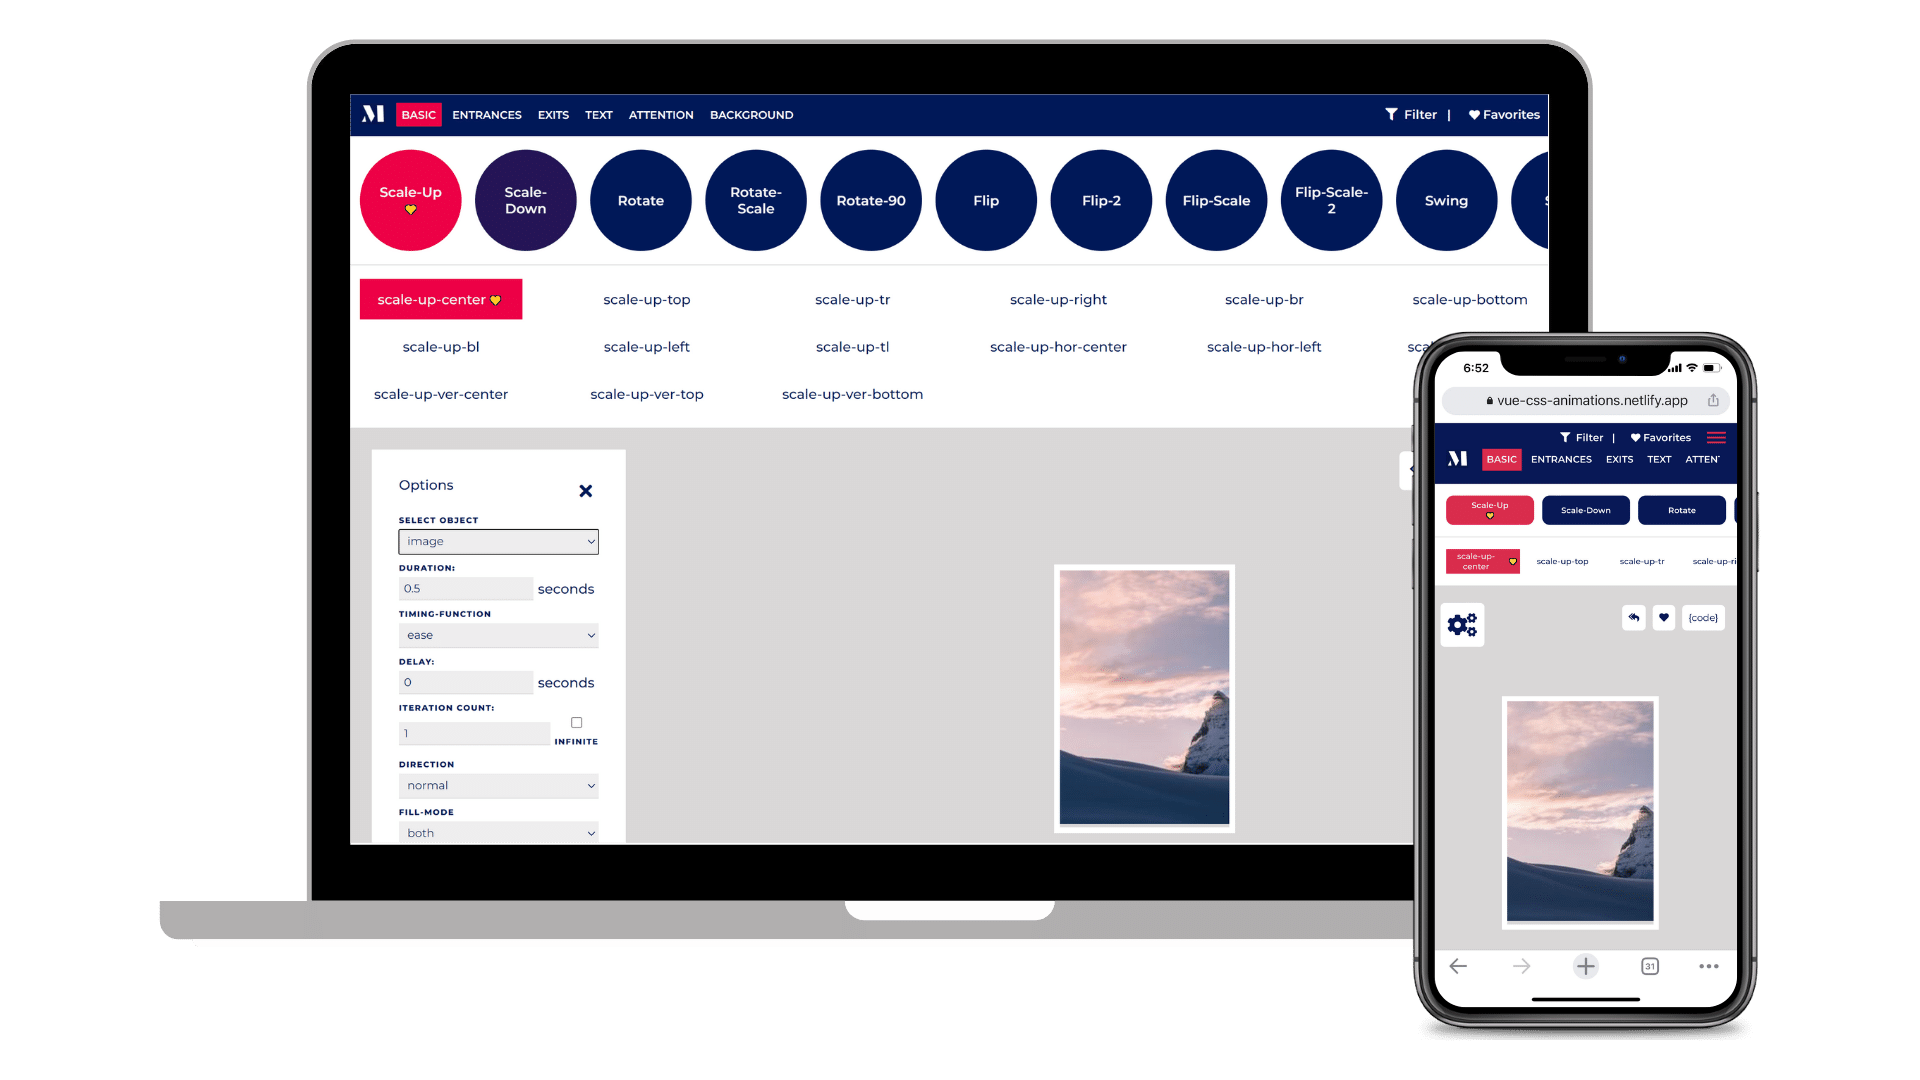 M BASIC ENTRANCES EXITS TEXT ATTENTION BACKGROUND Filter | Favorites
Scale-Up
Scale-
Down
Rotate
Rotate-
Scale
Rotate-90
Flip
Flip-2
Flip-Scale
Flip-Scale-
2
Swing
scale-up-center scale-up-top scale-up-tr scale-up-right scale-up-br scale-up-bottom
scale-up-bl scale-up-left scale-up-tl scale-up-hor-center scale-up-hor-left
scale-up-ver-center scale-up-ver-top scale-up-ver-bottom
Options
SELECT OBJECT
image
DURATION:
0.5 seconds
TIMING-FUNCTION
ease
DELAY:
0 seconds
ITERATION COUNT:
1
INFINITE
DIRECTION
normal
FILL-MODE
both
6:52
vue-css-animations.netlify.app
Filter | Favorites
M BASIC ENTRANCES EXITS TEXT ATTEN
Scale-Up
Scale-Down
Rotate
scale-up-
center
scale-up-top scale-up-tr scale-up-ri
{code}
31